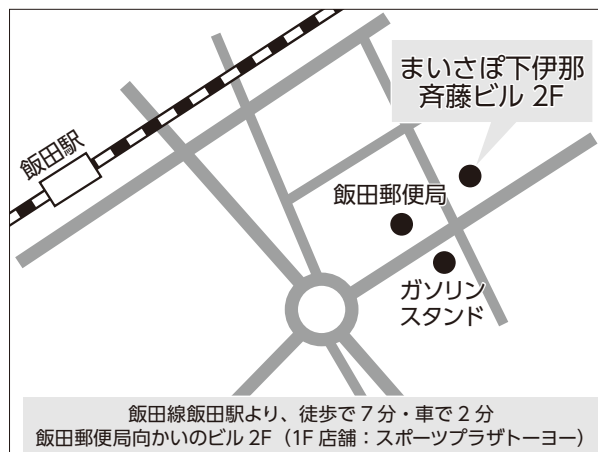 まいさぽ下伊那
斉藤ビル 2F
飯田駅
飯田郵便局
ガソリン
スタンド
飯田線飯田駅より、徒歩で 7 分・車で 2 分
飯田郵便局向かいのビル 2F（1F 店舗：スポーツプラザトーヨー）